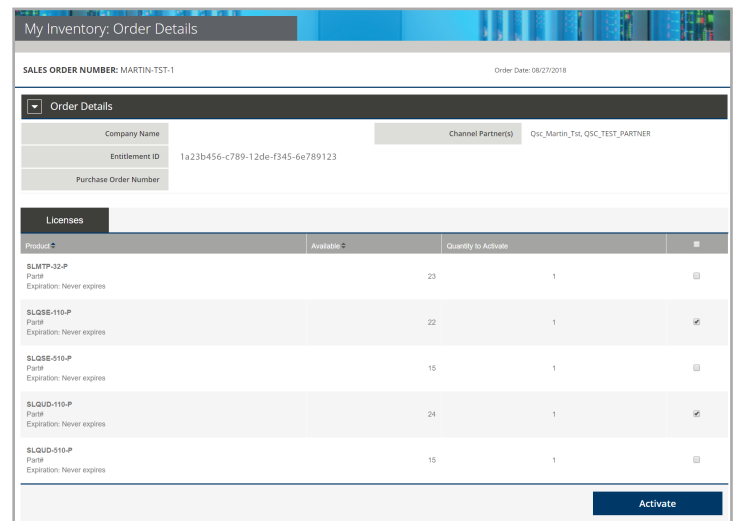 My Inventory: Order Details
SALES ORDER NUMBER: MARTIN-TST-1
Order Date: 08/27/2018
Order Details
Company Name
Channel Partner(s)
Qsc_Martin_Tst, QSC_TEST_PARTNER
Entitlement ID
1a23b456-c789-12de-f345-6e789123
Purchase Order Number
Licenses
Product Available Quantity to Activate
SLMTP-32-P
Part#
23 1
Expiration: Never expires
SLQSE-110-P
Part#
22 1
Expiration: Never expires
SLQSE-510-P
Part#
15 1
Expiration: Never expires
SLQUD-110-P
Part#
24 1
Expiration: Never expires
SLQUD-510-P
Part#
15 1
Expiration: Never expires
Activate